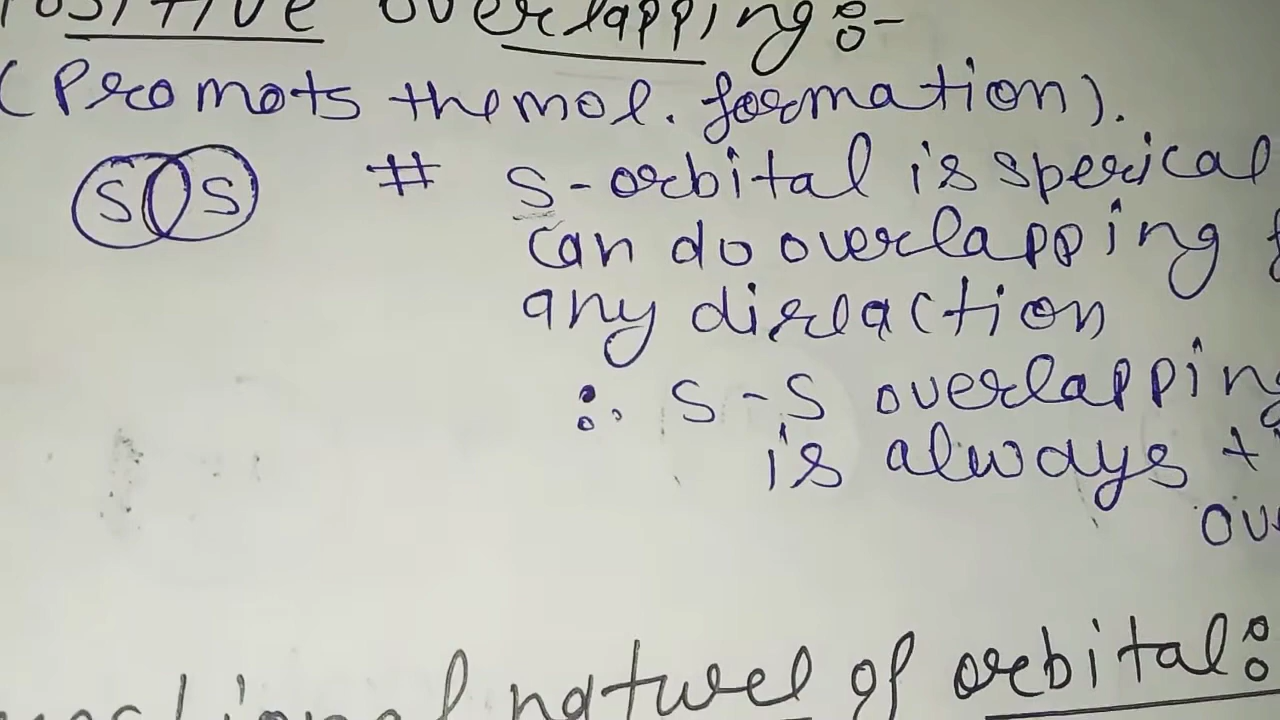 Positive overlapping:-
(Promots the mol. formation).
S S # S-orbital is sperical
can do overlapping
any diraction
∴ S-S overlapping
is always +
ov
nature of orbital: